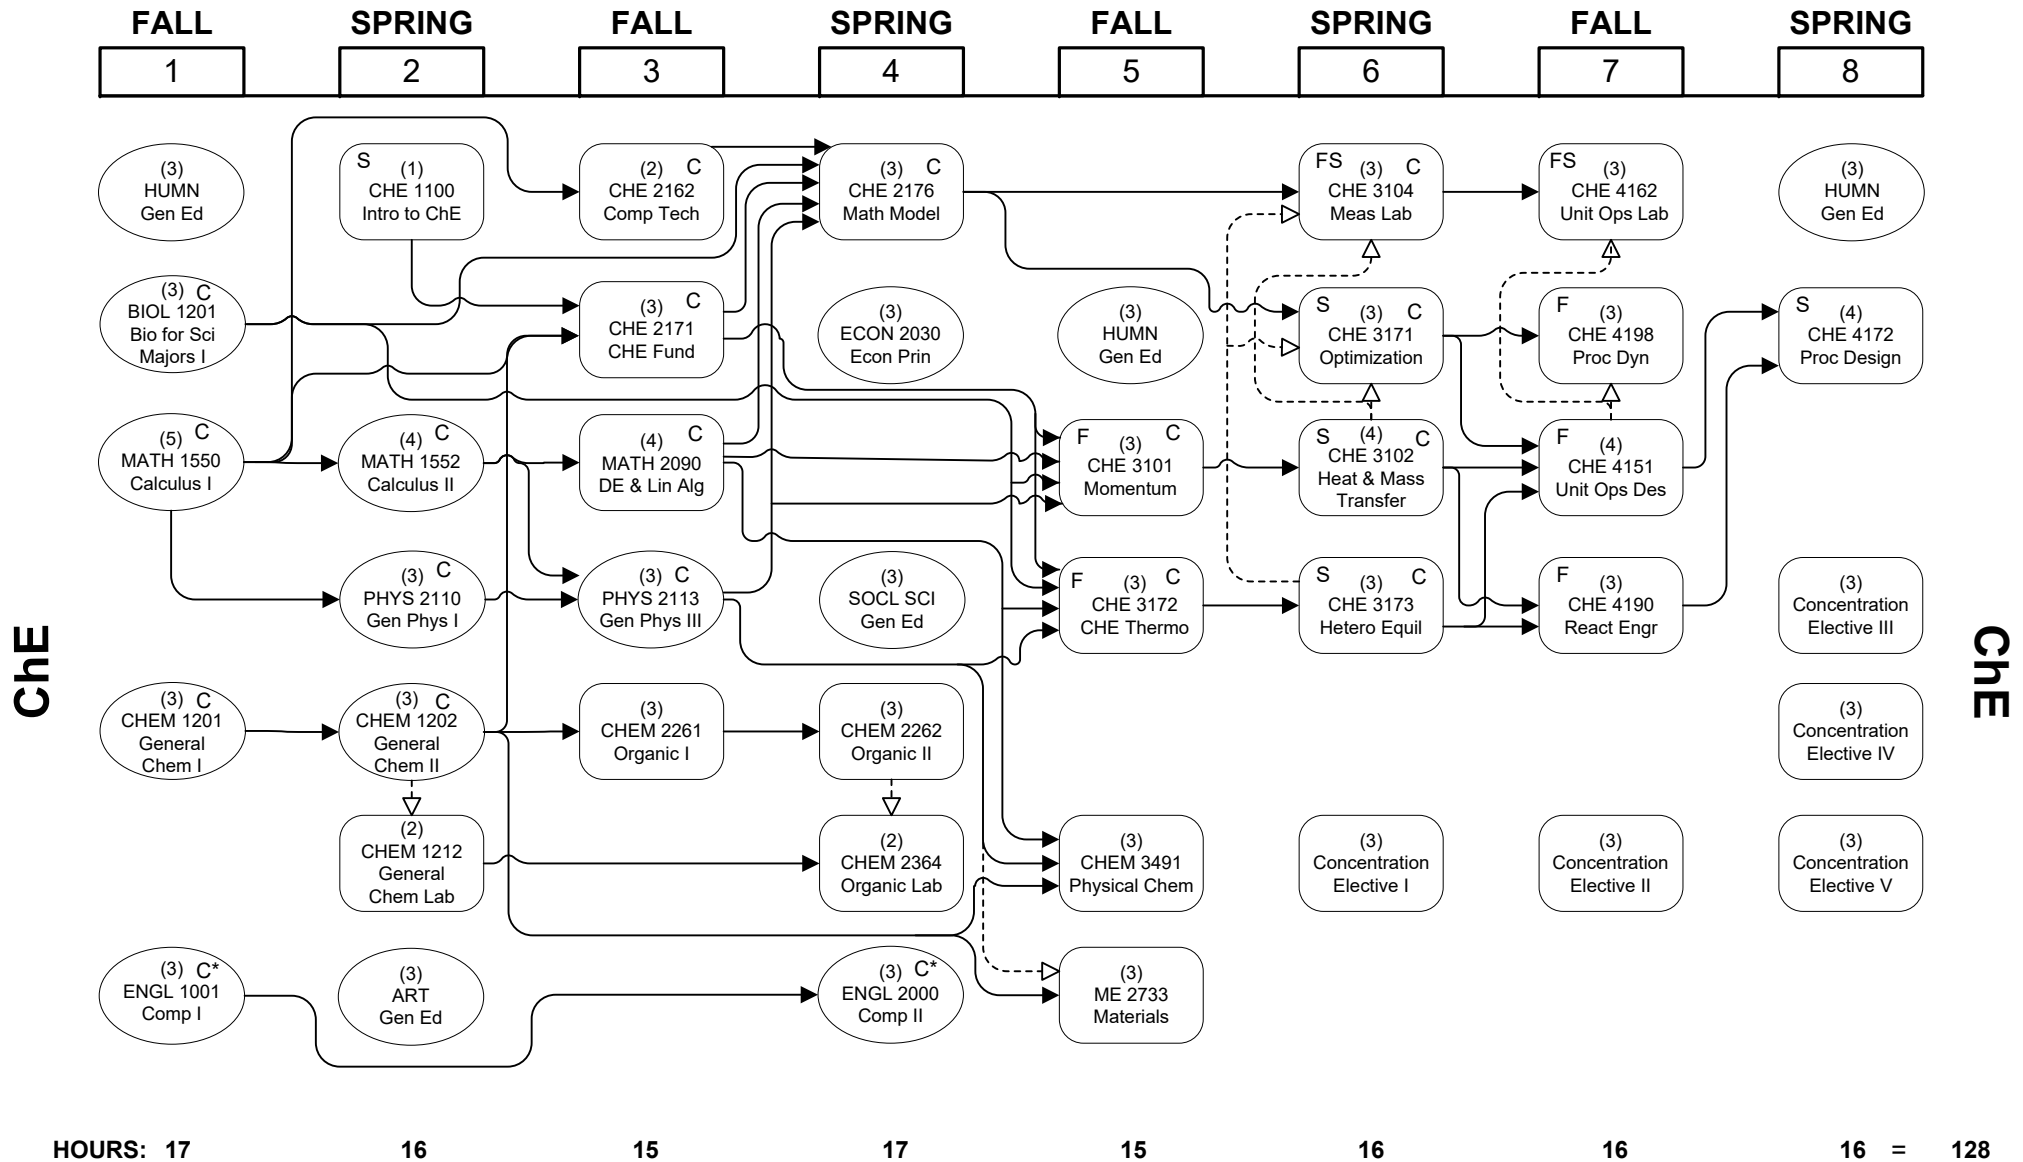 FALL SPRING FALL SPRING FALL SPRING FALL SPRING
1 2 3 4 5 6 7 8
(3)
HUMN
Gen Ed
(3) C
BIOL 1201
Bio for Sci
Majors I
(5) C
MATH 1550
Calculus I
(3) C
CHEM 1201
General
Chem I
(3) C*
ENGL 1001
Comp I
S (1)
CHE 1100
Intro to ChE
(4) C
MATH 1552
Calculus II
(3) C
PHYS 2110
Gen Phys I
(3) C
CHEM 1202
General
Chem II
(2)
CHEM 1212
General
Chem Lab
(3)
ART
Gen Ed
(2) C
CHE 2162
Comp Tech
(3) C
CHE 2171
CHE Fund
(4) C
MATH 2090
DE & Lin Alg
(3) C
PHYS 2113
Gen Phys III
(3)
CHEM 2261
Organic I
(3) C
CHE 2176
Math Model
(3)
ECON 2030
Econ Prin
(3)
SOCL SCI
Gen Ed
(3)
CHEM 2262
Organic II
(2)
CHEM 2364
Organic Lab
(3) C*
ENGL 2000
Comp II
(3)
HUMN
Gen Ed
F (3) C
CHE 3101
Momentum
F (3) C
CHE 3172
CHE Thermo
(3)
CHEM 3491
Physical Chem
(3)
ME 2733
Materials
FS (3) C
CHE 3104
Meas Lab
S (3) C
CHE 3171
Optimization
S (4) C
CHE 3102
Heat & Mass
Transfer
S (3) C
CHE 3173
Hetero Equil
(3)
Concentration
Elective I
FS (3)
CHE 4162
Unit Ops Lab
F (3)
CHE 4198
Proc Dyn
F (4)
CHE 4151
Unit Ops Des
F (3)
CHE 4190
React Engr
(3)
Concentration
Elective II
(3)
HUMN
Gen Ed
S (4)
CHE 4172
Proc Design
(3)
Concentration
Elective III
(3)
Concentration
Elective IV
(3)
Concentration
Elective V
ChE
ChE
HOURS: 17 16 15 17 15 16 16 16 = 128